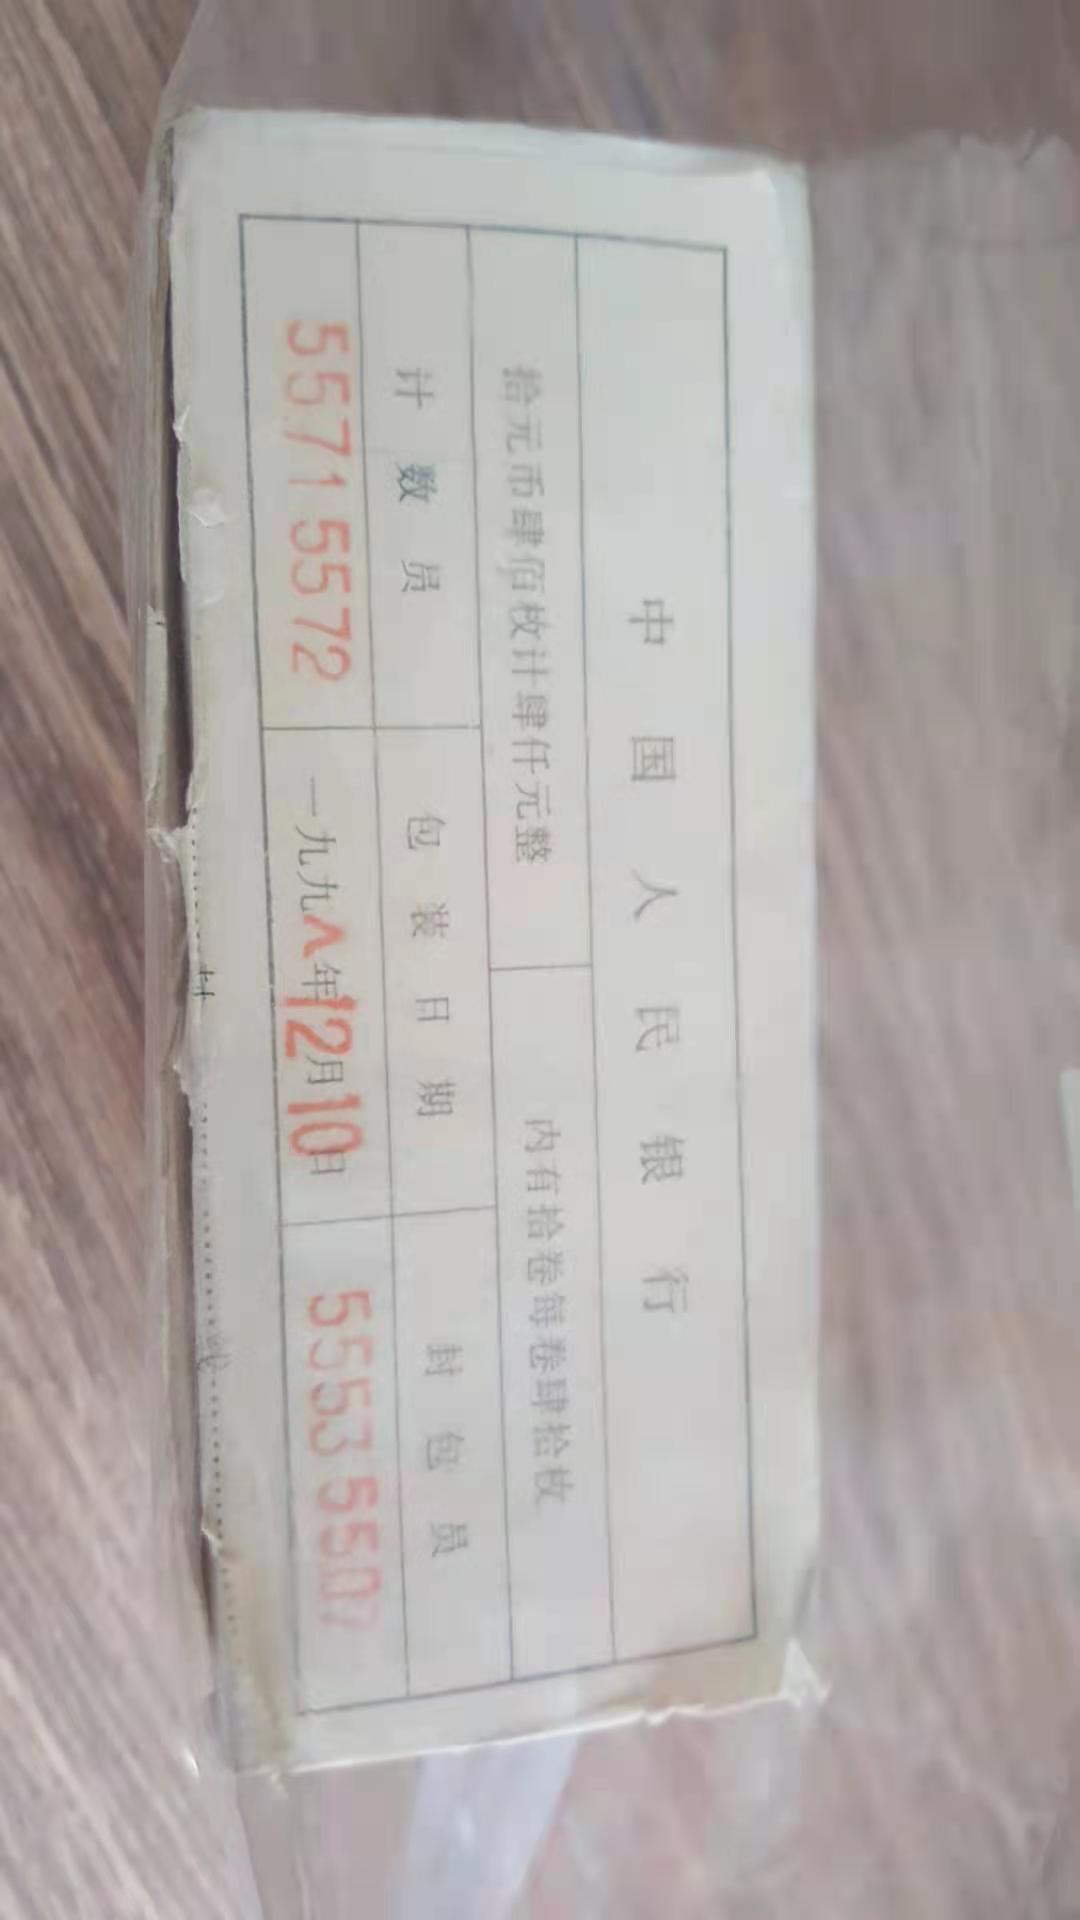 中国人民银行
拾元币肆佰枚计肆仟元整 内有拾卷每卷肆拾枚
计数员 包装日期 封包员
5571 5572 一九九八年12月10日 5553 5507
封